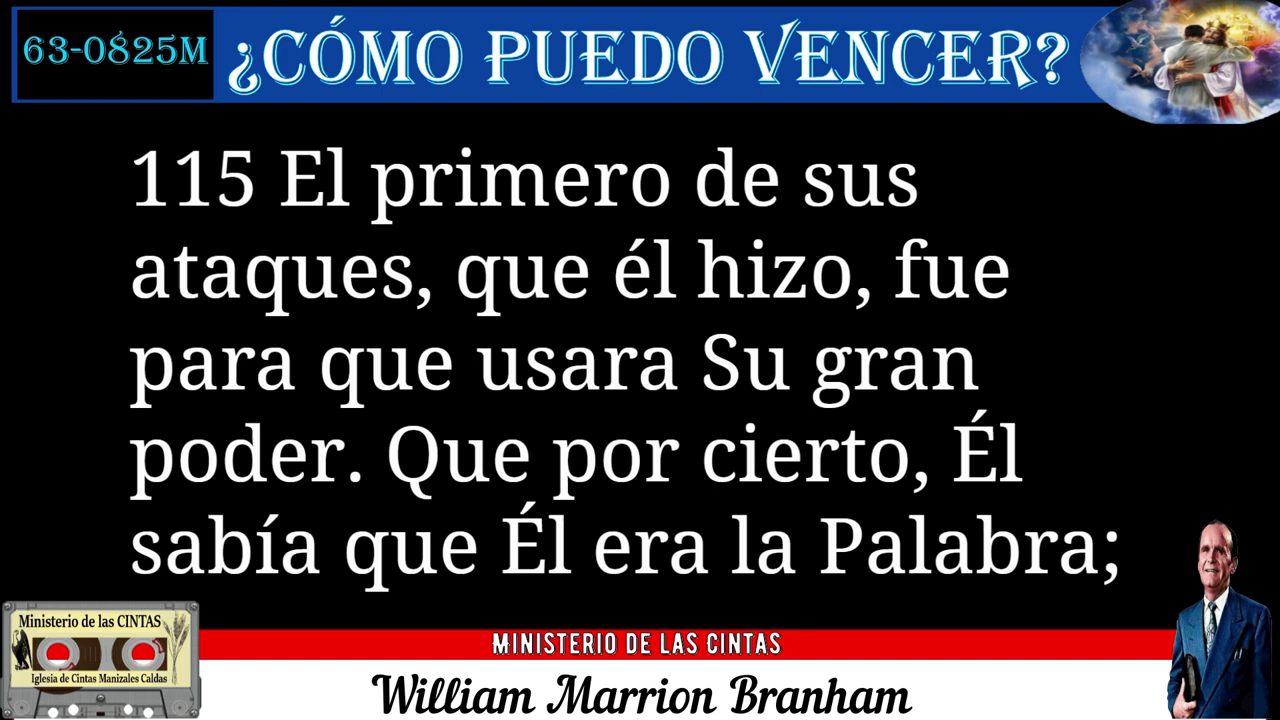 63-0825M
¿CÓMO PUEDO VENCER?
115 El primero de sus
ataques, que él hizo, fue
para que usara Su gran
poder. Que por cierto, Él
sabía que Él era la Palabra;
Ministerio de las CINTAS
Iglesia de Cintas Manizales Caldas
MINISTERIO DE LAS CINTAS
William Marrion Branham